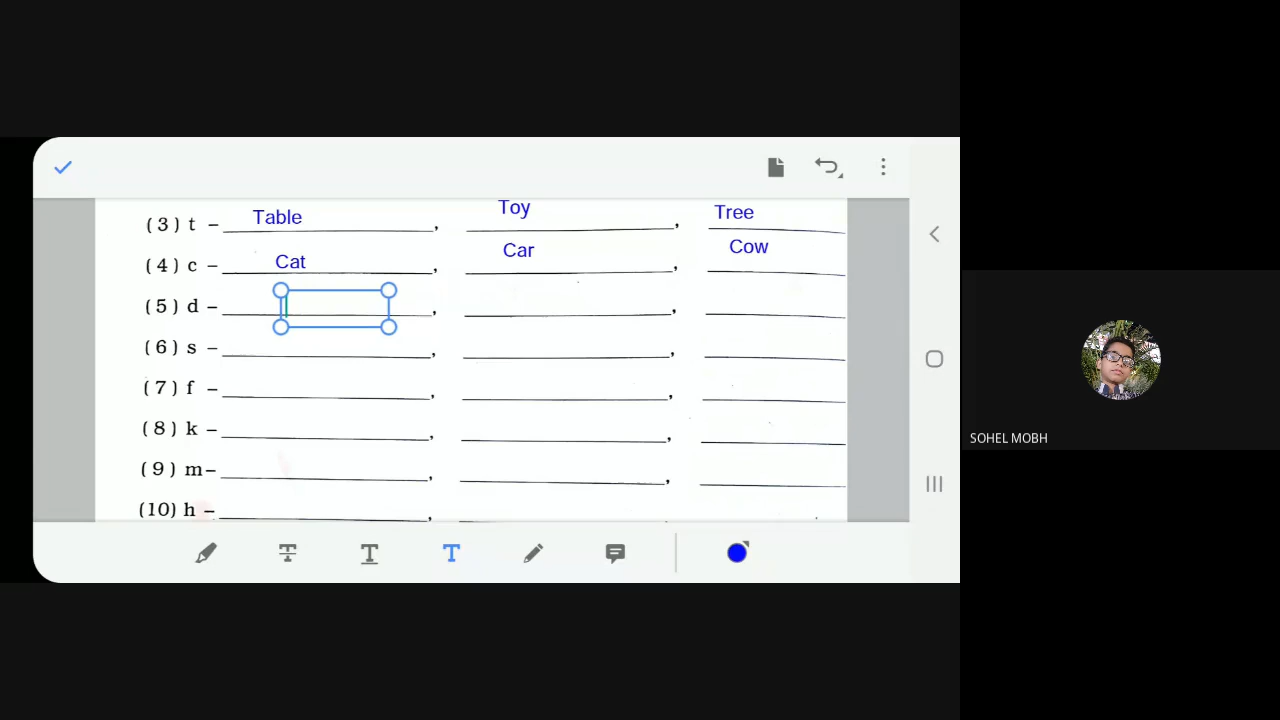 (3) t – Table, Toy, Tree
(4) c – Cat, Car, Cow
(5) d – ,  ,
(6) s – ,  ,
(7) f – ,  ,
(8) k – ,  ,
(9) m– ,  ,
(10) h – ,
SOHEL MOBH